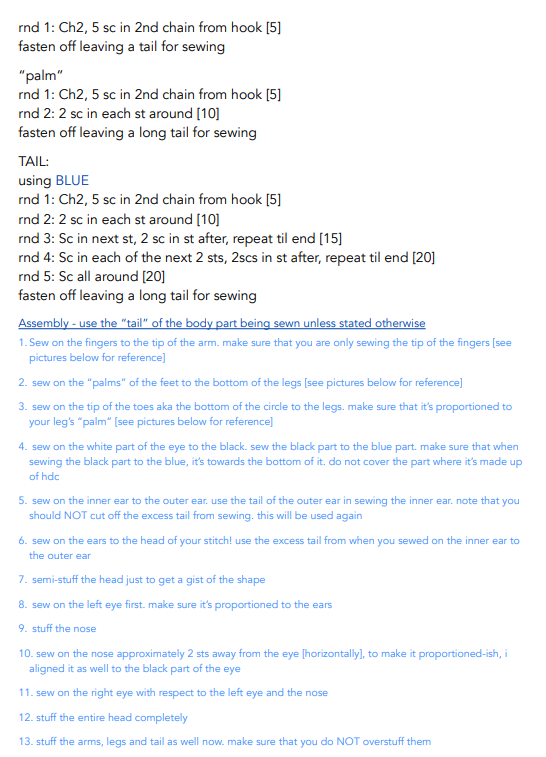 rnd 1: Ch2, 5 sc in 2nd chain from hook [5]
fasten off leaving a tail for sewing
“palm”
rnd 1: Ch2, 5 sc in 2nd chain from hook [5]
rnd 2: 2 sc in each st around [10]
fasten off leaving a long tail for sewing
TAIL:
using BLUE
rnd 1: Ch2, 5 sc in 2nd chain from hook [5]
rnd 2: 2 sc in each st around [10]
rnd 3: Sc in next st, 2 sc in st after, repeat til end [15]
rnd 4: Sc in each of the next 2 sts, 2scs in st after, repeat til end [20]
rnd 5: Sc all around [20]
fasten off leaving a long tail for sewing
Assembly - use the “tail” of the body part being sewn unless stated otherwise
1. Sew on the fingers to the tip of the arm. make sure that you are only sewing the tip of the fingers [see
pictures below for reference]
2. sew on the “palms” of the feet to the bottom of the legs [see pictures below for reference]
3. sew on the tip of the toes aka the bottom of the circle to the legs. make sure that it’s proportioned to
your leg’s “palm” [see pictures below for reference]
4. sew on the white part of the eye to the black. sew the black part to the blue part. make sure that when
sewing the black part to the blue, it’s towards the bottom of it. do not cover the part where it’s made up
of hdc
5. sew on the inner ear to the outer ear. use the tail of the outer ear in sewing the inner ear. note that you
should NOT cut off the excess tail from sewing. this will be used again
6. sew on the ears to the head of your stitch! use the excess tail from when you sewed on the inner ear to
the outer ear
7. semi-stuff the head just to get a gist of the shape
8. sew on the left eye first. make sure it’s proportioned to the ears
9. stuff the nose
10. sew on the nose approximately 2 sts away from the eye [horizontally], to make it proportioned-ish, i
aligned it as well to the black part of the eye
11. sew on the right eye with respect to the left eye and the nose
12. stuff the entire head completely
13. stuff the arms, legs and tail as well now. make sure that you do NOT overstuff them